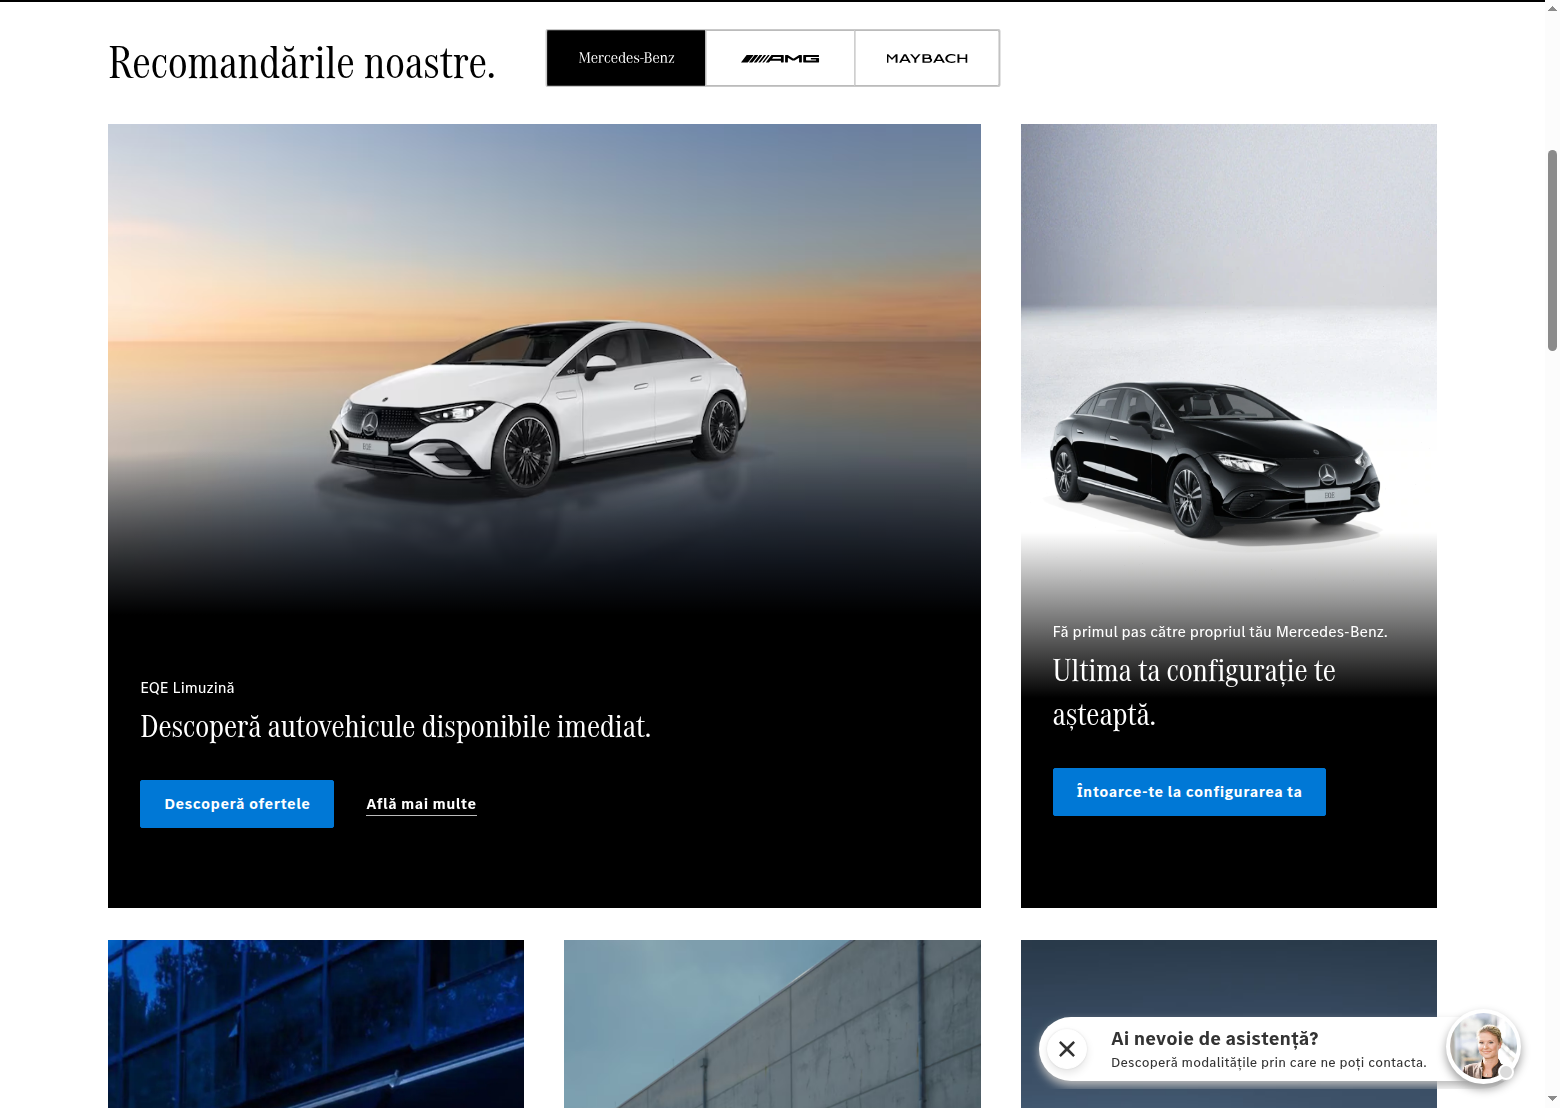 Recomandările noastre.
Mercedes-Benz
AMG
MAYBACH
EQE
EQE
EQE Limuzină
Descoperă autovehicule disponibile imediat.
Descoperă ofertele
Află mai multe
Fă primul pas către propriul tău Mercedes-Benz.
Ultima ta configurație te
așteaptă.
Întoarce-te la configurarea ta
Ai nevoie de asistență?
Descoperă modalitățile prin care ne poți contacta.